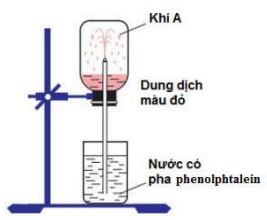 Khí A
Dung dịch
màu đỏ
Nước có
pha phenolphtalein